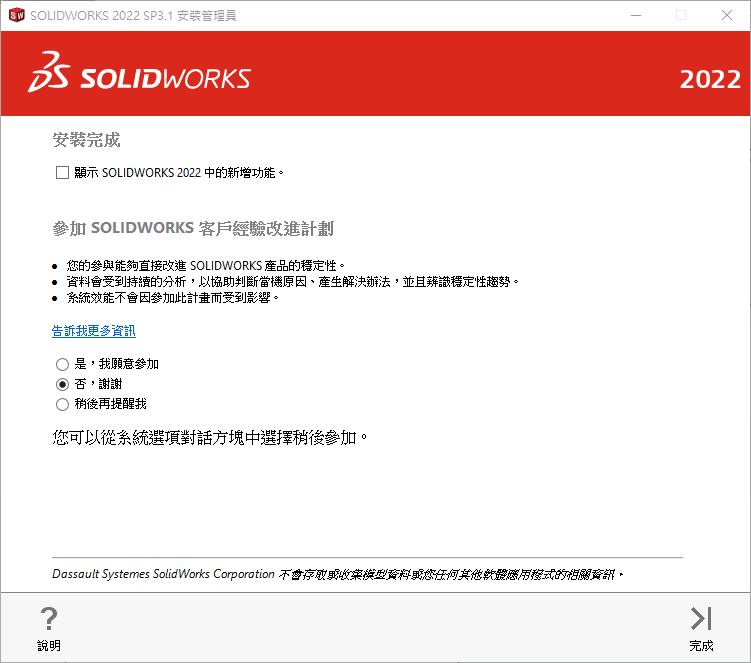 SOLIDWORKS 2022 SP3.1 安裝管理員
SOLIDWORKS
2022
安裝完成
顯示 SOLIDWORKS 2022 中的新增功能。
參加 SOLIDWORKS 客戶經驗改進計劃
• 您的參與能夠直接改進 SOLIDWORKS 產品的穩定性。
• 資料會受到持續的分析，以協助判斷當機原因、產生解決辦法，並且辨識穩定性趨勢。
• 系統效能不會因參加此計畫而受到影響。
告訴我更多資訊
是，我願意參加
否，謝謝
稍後再提醒我
您可以從系統選項對話方塊中選擇稍後參加。
Dassault Systemes SolidWorks Corporation 不會存取或收集模型資料或您任何其他軟體應用程式的相關資訊。
?
說明
完成